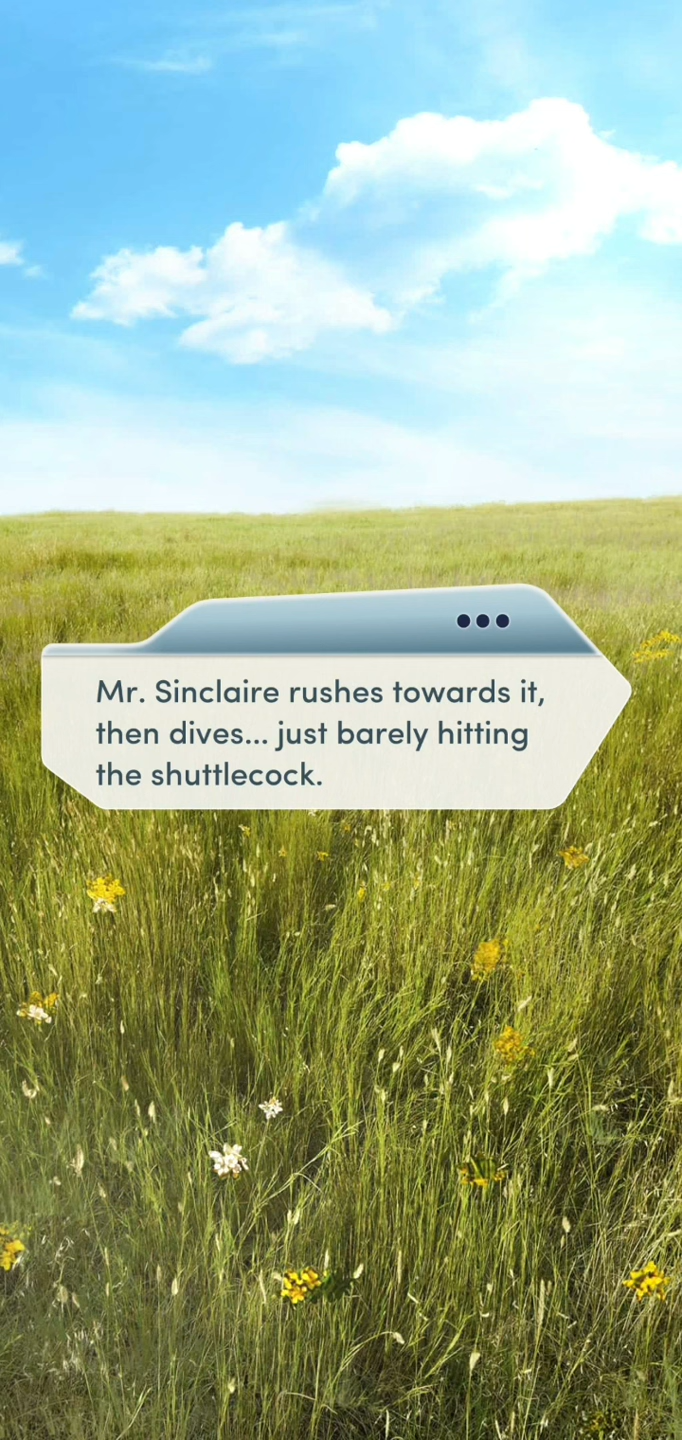 Mr. Sinclaire rushes towards it,
then dives... just barely hitting
the shuttlecock.